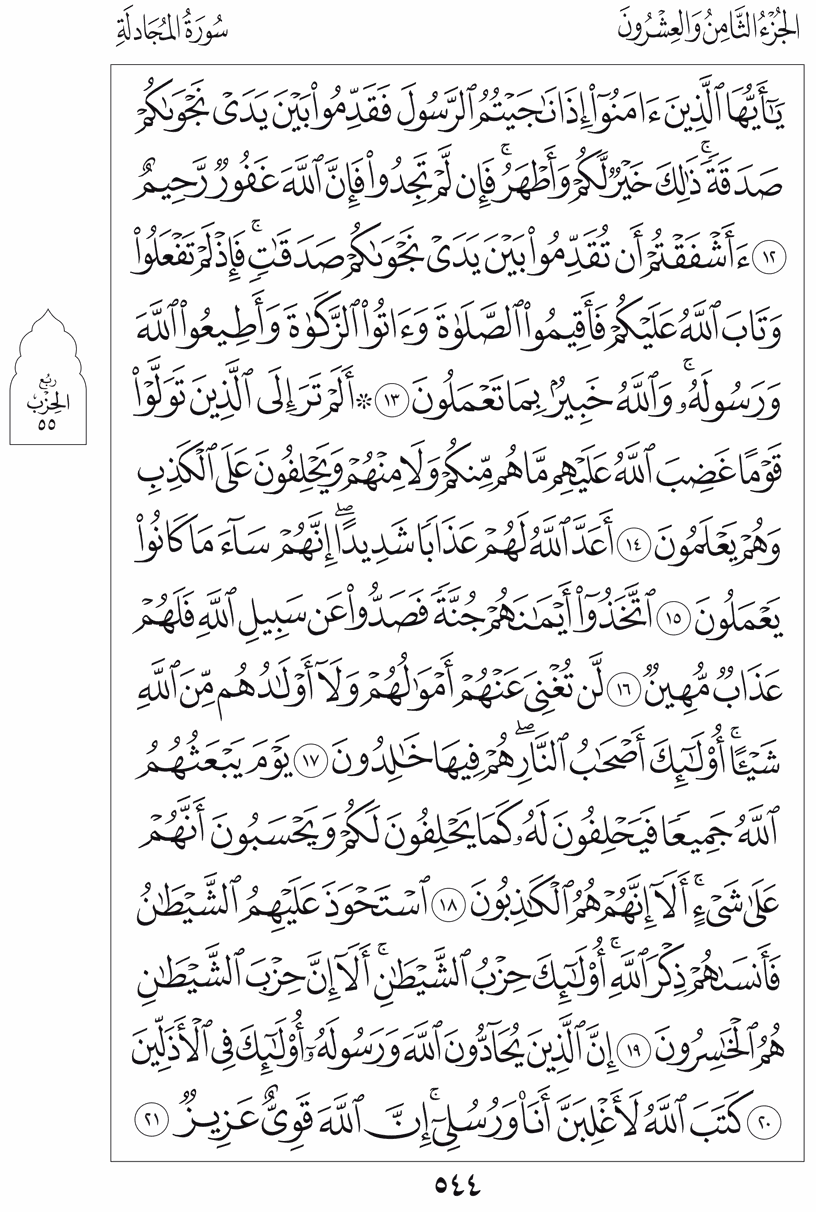 الجُزْءُ الثَّامِنُ وَالعِشْرُونَ
سُورَةُ المُجَادلَةِ
يَٰٓأَيُّهَا ٱلَّذِينَ ءَامَنُوٓاْ إِذَا نَٰجَيۡتُمُ ٱلرَّسُولَ فَقَدِّمُواْ بَيۡنَ يَدَيۡ نَجۡوَىٰكُمۡ
صَدَقَةٗۚ ذَٰلِكَ خَيۡرٞ لَّكُمۡ وَأَطۡهَرُۚ فَإِن لَّمۡ تَجِدُواْ فَإِنَّ ٱللَّهَ غَفُورٞ رَّحِيمٌ
١٢ ءَأَشۡفَقۡتُمۡ أَن تُقَدِّمُواْ بَيۡنَ يَدَيۡ نَجۡوَىٰكُمۡ صَدَقَٰتٖۚ فَإِذۡ لَمۡ تَفۡعَلُواْ
وَتَابَ ٱللَّهُ عَلَيۡكُمۡ فَأَقِيمُواْ ٱلصَّلَوٰةَ وَءَاتُواْ ٱلزَّكَوٰةَ وَأَطِيعُواْ ٱللَّهَ
وَرَسُولَهُۥۚ وَٱللَّهُ خَبِيرُۢ بِمَا تَعۡمَلُونَ ١٣ ۞ أَلَمۡ تَرَ إِلَى ٱلَّذِينَ تَوَلَّوۡاْ
قَوۡمًا غَضِبَ ٱللَّهُ عَلَيۡهِم مَّا هُم مِّنكُمۡ وَلَا مِنۡهُمۡ وَيَحۡلِفُونَ عَلَى ٱلۡكَذِبِ
وَهُمۡ يَعۡلَمُونَ ١٤ أَعَدَّ ٱللَّهُ لَهُمۡ عَذَابٗا شَدِيدًاۖ إِنَّهُمۡ سَآءَ مَا كَانُواْ
يَعۡمَلُونَ ١٥ ٱتَّخَذُوٓاْ أَيۡمَٰنَهُمۡ جُنَّةٗ فَصَدُّواْ عَن سَبِيلِ ٱللَّهِ فَلَهُمۡ
عَذَابٞ مُّهِينٞ ١٦ لَّن تُغۡنِيَ عَنۡهُمۡ أَمۡوَٰلُهُمۡ وَلَآ أَوۡلَٰدُهُم مِّنَ ٱللَّهِ
شَيۡـًٔاۚ أُوْلَٰٓئِكَ أَصۡحَٰبُ ٱلنَّارِۖ هُمۡ فِيهَا خَٰلِدُونَ ١٧ يَوۡمَ يَبۡعَثُهُمُ
ٱللَّهُ جَمِيعٗا فَيَحۡلِفُونَ لَهُۥ كَمَا يَحۡلِفُونَ لَكُمۡ وَيَحۡسَبُونَ أَنَّهُمۡ
عَلَىٰ شَيۡءٍۚ أَلَآ إِنَّهُمۡ هُمُ ٱلۡكَٰذِبُونَ ١٨ ٱسۡتَحۡوَذَ عَلَيۡهِمُ ٱلشَّيۡطَٰنُ
فَأَنسَىٰهُمۡ ذِكۡرَ ٱللَّهِۚ أُوْلَٰٓئِكَ حِزۡبُ ٱلشَّيۡطَٰنِۚ أَلَآ إِنَّ حِزۡبَ ٱلشَّيۡطَٰنِ
هُمُ ٱلۡخَٰسِرُونَ ١٩ إِنَّ ٱلَّذِينَ يُحَآدُّونَ ٱللَّهَ وَرَسُولَهُۥٓ أُوْلَٰٓئِكَ فِي ٱلۡأَذَلِّينَ
٢٠ كَتَبَ ٱللَّهُ لَأَغۡلِبَنَّ أَنَا۠ وَرُسُلِيٓۚ إِنَّ ٱللَّهَ قَوِيٌّ عَزِيزٞ ٢١
رُبْع
الحِزْب
٥٥
٥٤٤